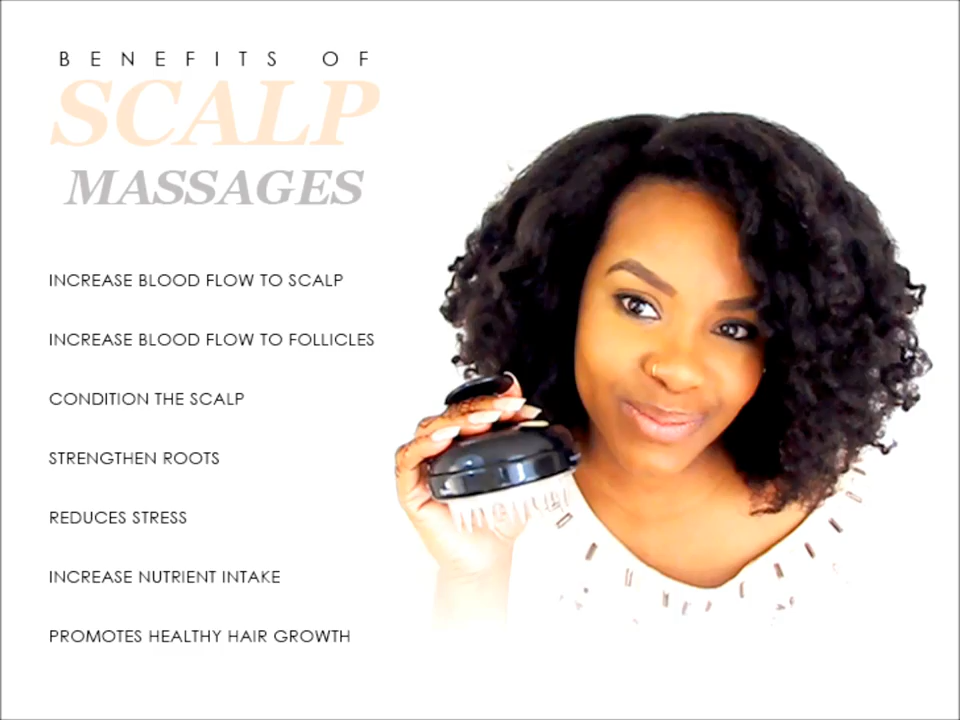 BENEFITS OF
SCALP
MASSAGES
INCREASE BLOOD FLOW TO SCALP
INCREASE BLOOD FLOW TO FOLLICLES
CONDITION THE SCALP
STRENGTHEN ROOTS
REDUCES STRESS
INCREASE NUTRIENT INTAKE
PROMOTES HEALTHY HAIR GROWTH